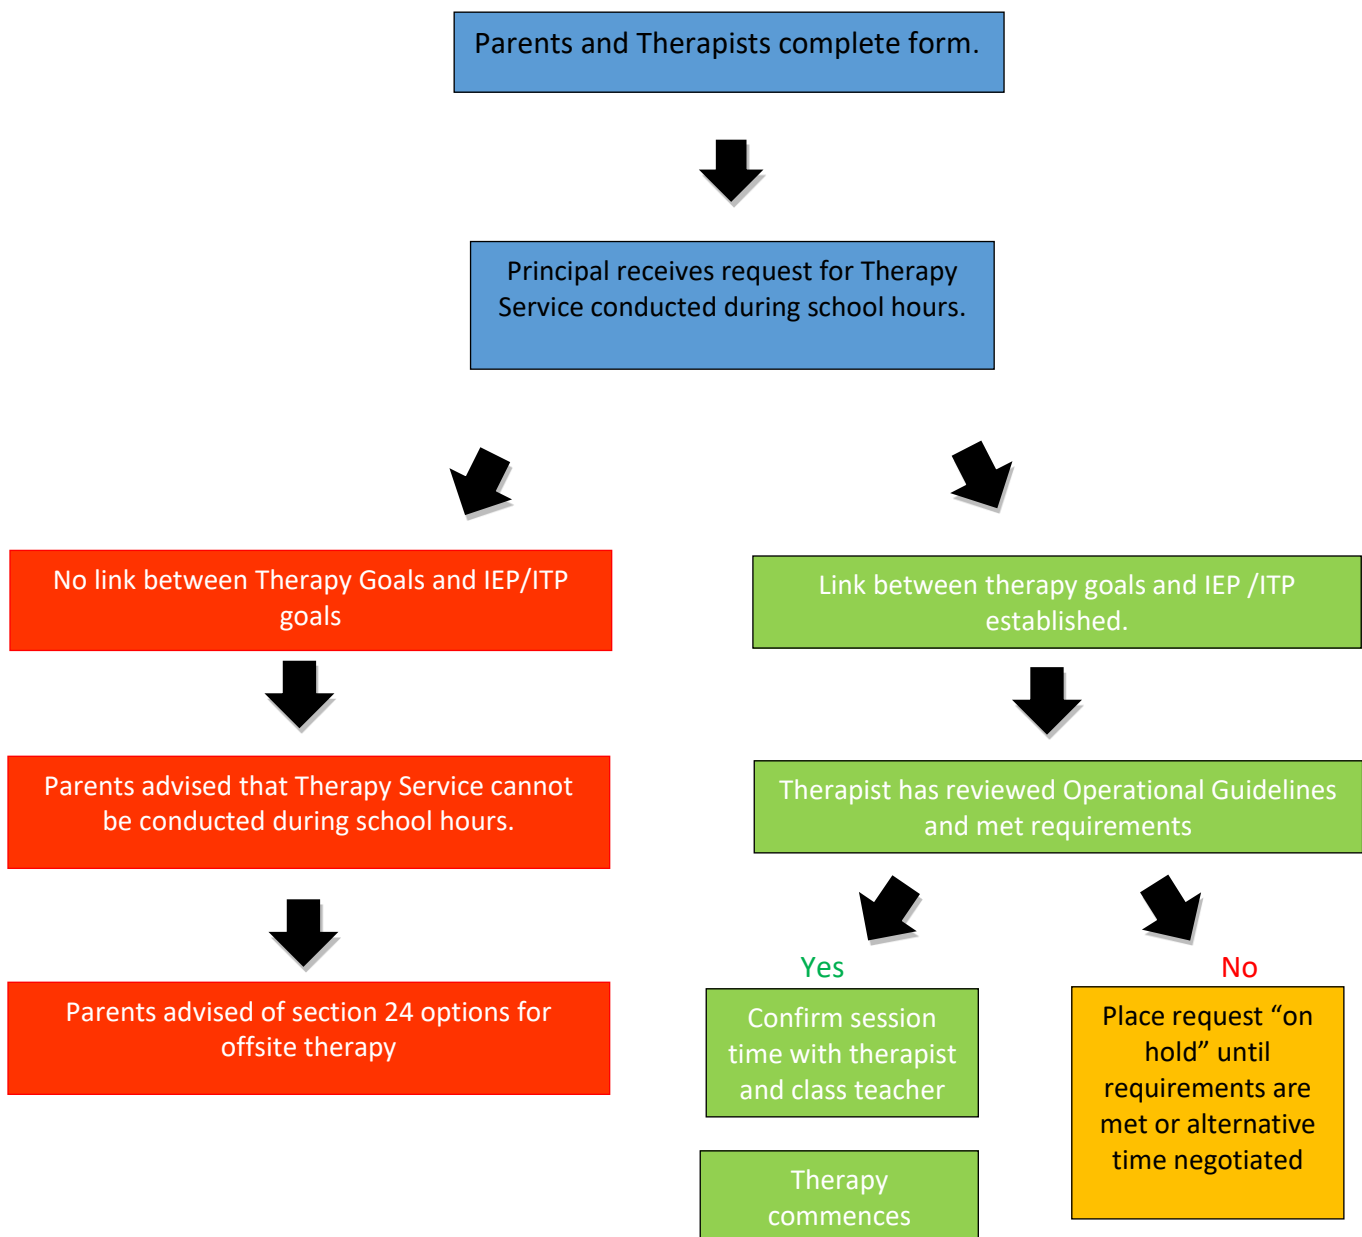 Parents and Therapists complete form.
Principal receives request for Therapy
Service conducted during school hours.
No link between Therapy Goals and IEP/ITP
goals
Link between therapy goals and IEP /ITP
established.
Parents advised that Therapy Service cannot
be conducted during school hours.
Therapist has reviewed Operational Guidelines
and met requirements
Parents advised of section 24 options for
offsite therapy
Yes
Confirm session
time with therapist
and class teacher
Therapy
commences
No
Place request “on
hold” until
requirements are
met or alternative
time negotiated